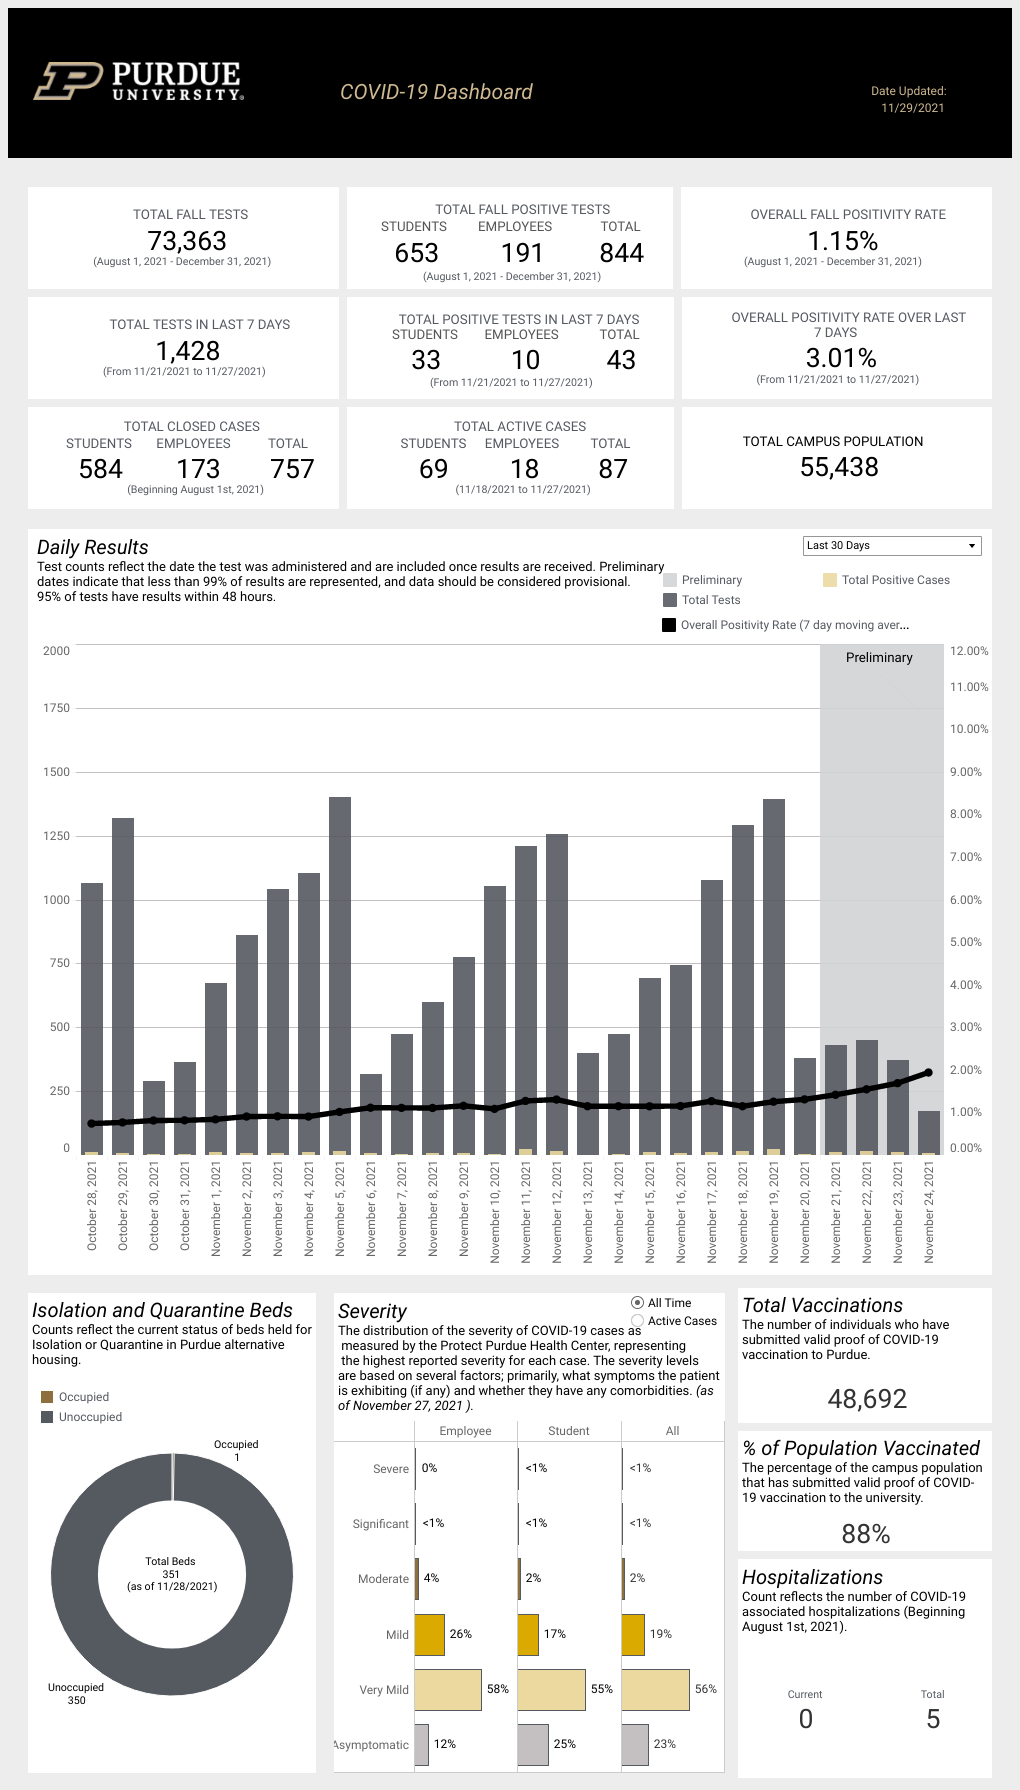 PURDUE
UNIVERSITY®
COVID-19 Dashboard
Date Updated:
11/29/2021
TOTAL FALL TESTS
73,363
(August 1, 2021 - December 31, 2021)
TOTAL FALL POSITIVE TESTS
STUDENTS EMPLOYEES TOTAL
653 191 844
(August 1, 2021 - December 31, 2021)
OVERALL FALL POSITIVITY RATE
1.15%
(August 1, 2021 - December 31, 2021)
TOTAL TESTS IN LAST 7 DAYS
1,428
(From 11/21/2021 to 11/27/2021)
TOTAL POSITIVE TESTS IN LAST 7 DAYS
STUDENTS EMPLOYEES TOTAL
33 10 43
(From 11/21/2021 to 11/27/2021)
OVERALL POSITIVITY RATE OVER LAST
7 DAYS
3.01%
(From 11/21/2021 to 11/27/2021)
TOTAL CLOSED CASES
STUDENTS EMPLOYEES TOTAL
584 173 757
(Beginning August 1st, 2021)
TOTAL ACTIVE CASES
STUDENTS EMPLOYEES TOTAL
69 18 87
(11/18/2021 to 11/27/2021)
TOTAL CAMPUS POPULATION
55,438
Daily Results
Test counts reflect the date the test was administered and are included once results are received. Preliminary
dates indicate that less than 99% of results are represented, and data should be considered provisional.
95% of tests have results within 48 hours.
Last 30 Days
Preliminary
Total Positive Cases
Total Tests
Overall Positivity Rate (7 day moving aver...
Preliminary
2000
1750
1500
1250
1000
750
500
250
0
12.00%
11.00%
10.00%
9.00%
8.00%
7.00%
6.00%
5.00%
4.00%
3.00%
2.00%
1.00%
0.00%
October 28, 2021
October 29, 2021
October 30, 2021
October 31, 2021
November 1, 2021
November 2, 2021
November 3, 2021
November 4, 2021
November 5, 2021
November 6, 2021
November 7, 2021
November 8, 2021
November 9, 2021
November 10, 2021
November 11, 2021
November 12, 2021
November 13, 2021
November 14, 2021
November 15, 2021
November 16, 2021
November 17, 2021
November 18, 2021
November 19, 2021
November 20, 2021
November 21, 2021
November 22, 2021
November 23, 2021
November 24, 2021
Isolation and Quarantine Beds
Counts reflect the current status of beds held for
Isolation or Quarantine in Purdue alternative
housing.
Occupied
Unoccupied
Occupied
1
Total Beds
351
(as of 11/28/2021)
Unoccupied
350
Severity
All Time
Active Cases
The distribution of the severity of COVID-19 cases as
measured by the Protect Purdue Health Center, representing
the highest reported severity for each case. The severity levels
are based on several factors; primarily, what symptoms the patient
is exhibiting (if any) and whether they have any comorbidities. (as
of November 27, 2021 ).
Employee Student All
Severe 0% <1% <1%
Significant <1% <1% <1%
Moderate 4% 2% 2%
Mild 26% 17% 19%
Very Mild 58% 55% 56%
Asymptomatic 12% 25% 23%
Total Vaccinations
The number of individuals who have
submitted valid proof of COVID-19
vaccination to Purdue.
48,692
% of Population Vaccinated
The percentage of the campus population
that has submitted valid proof of COVID-
19 vaccination to the university.
88%
Hospitalizations
Count reflects the number of COVID-19
associated hospitalizations (Beginning
August 1st, 2021).
Current Total
0 5